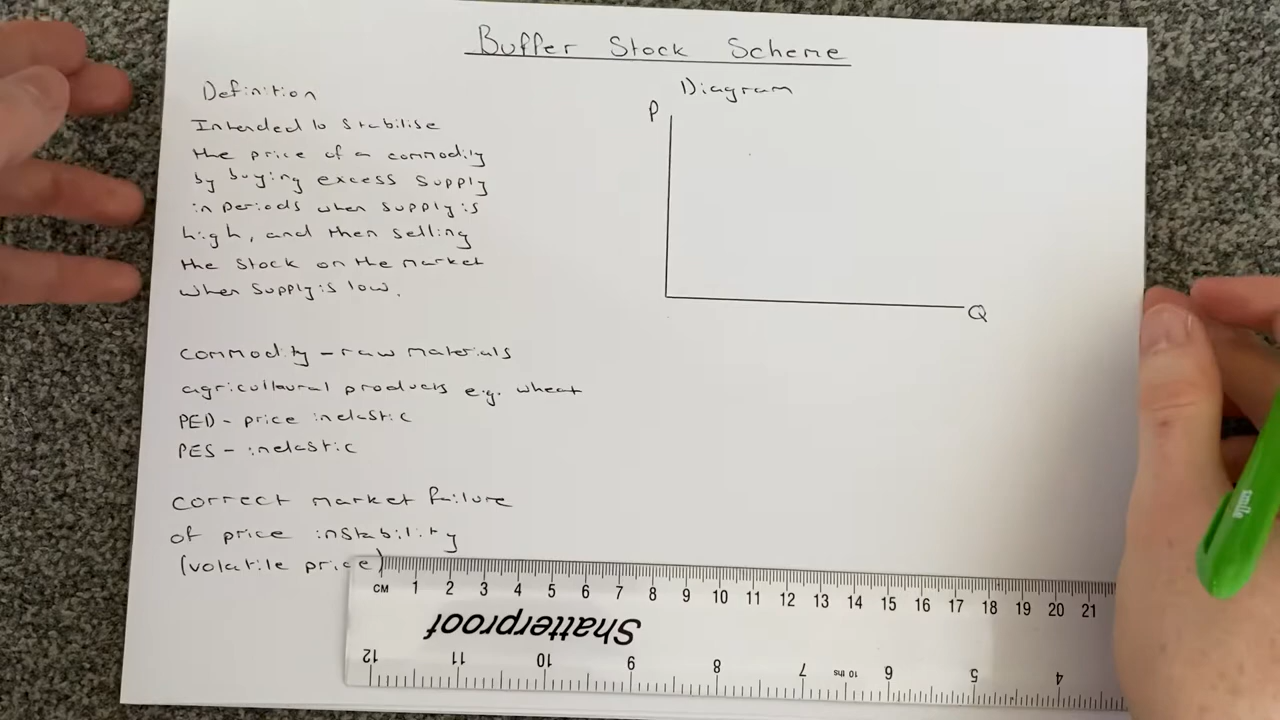 Buffer Stock Scheme
Definition
Intended to stabilise
the price of a commodity
by buying excess supply
in periods when supply is
high, and then selling
the stock on the market
when supply is low.
commodity - raw materials
agricultural products e.g. wheat
PED - price inelastic
PES - inelastic
correct market failure
of price instability
(volatile price)
Diagram
P
Q
CM 1 2 3 4 5 6 7 8 9 10 11 12 13 14 15 16 17 18 19 20 21
Shatterproof
12 11 10 9 8 7 10 ths 6 5 4
smile